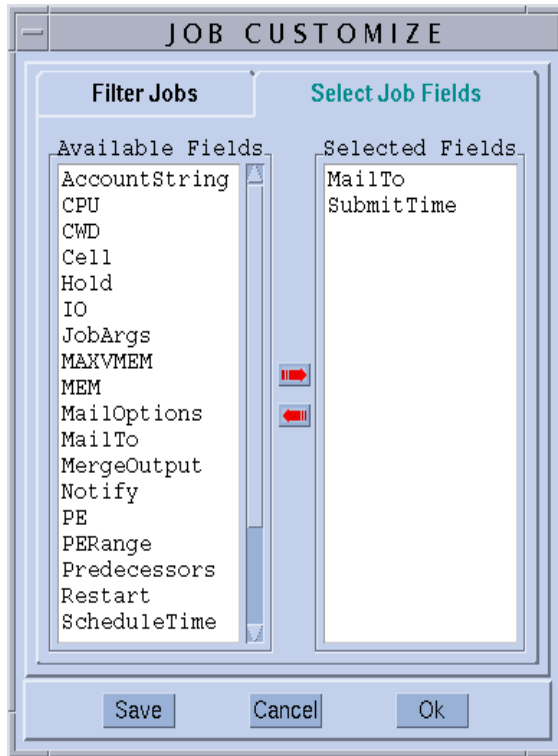 JOB CUSTOMIZE
Filter Jobs
Select Job Fields
Available Fields
AccountString
CPU
CWD
Cell
Hold
IO
JobArgs
MAXVMEM
MEM
MailOptions
MailTo
MergeOutput
Notify
PE
PERange
Predecessors
Restart
ScheduleTime
Selected Fields
MailTo
SubmitTime
Save
Cancel
Ok